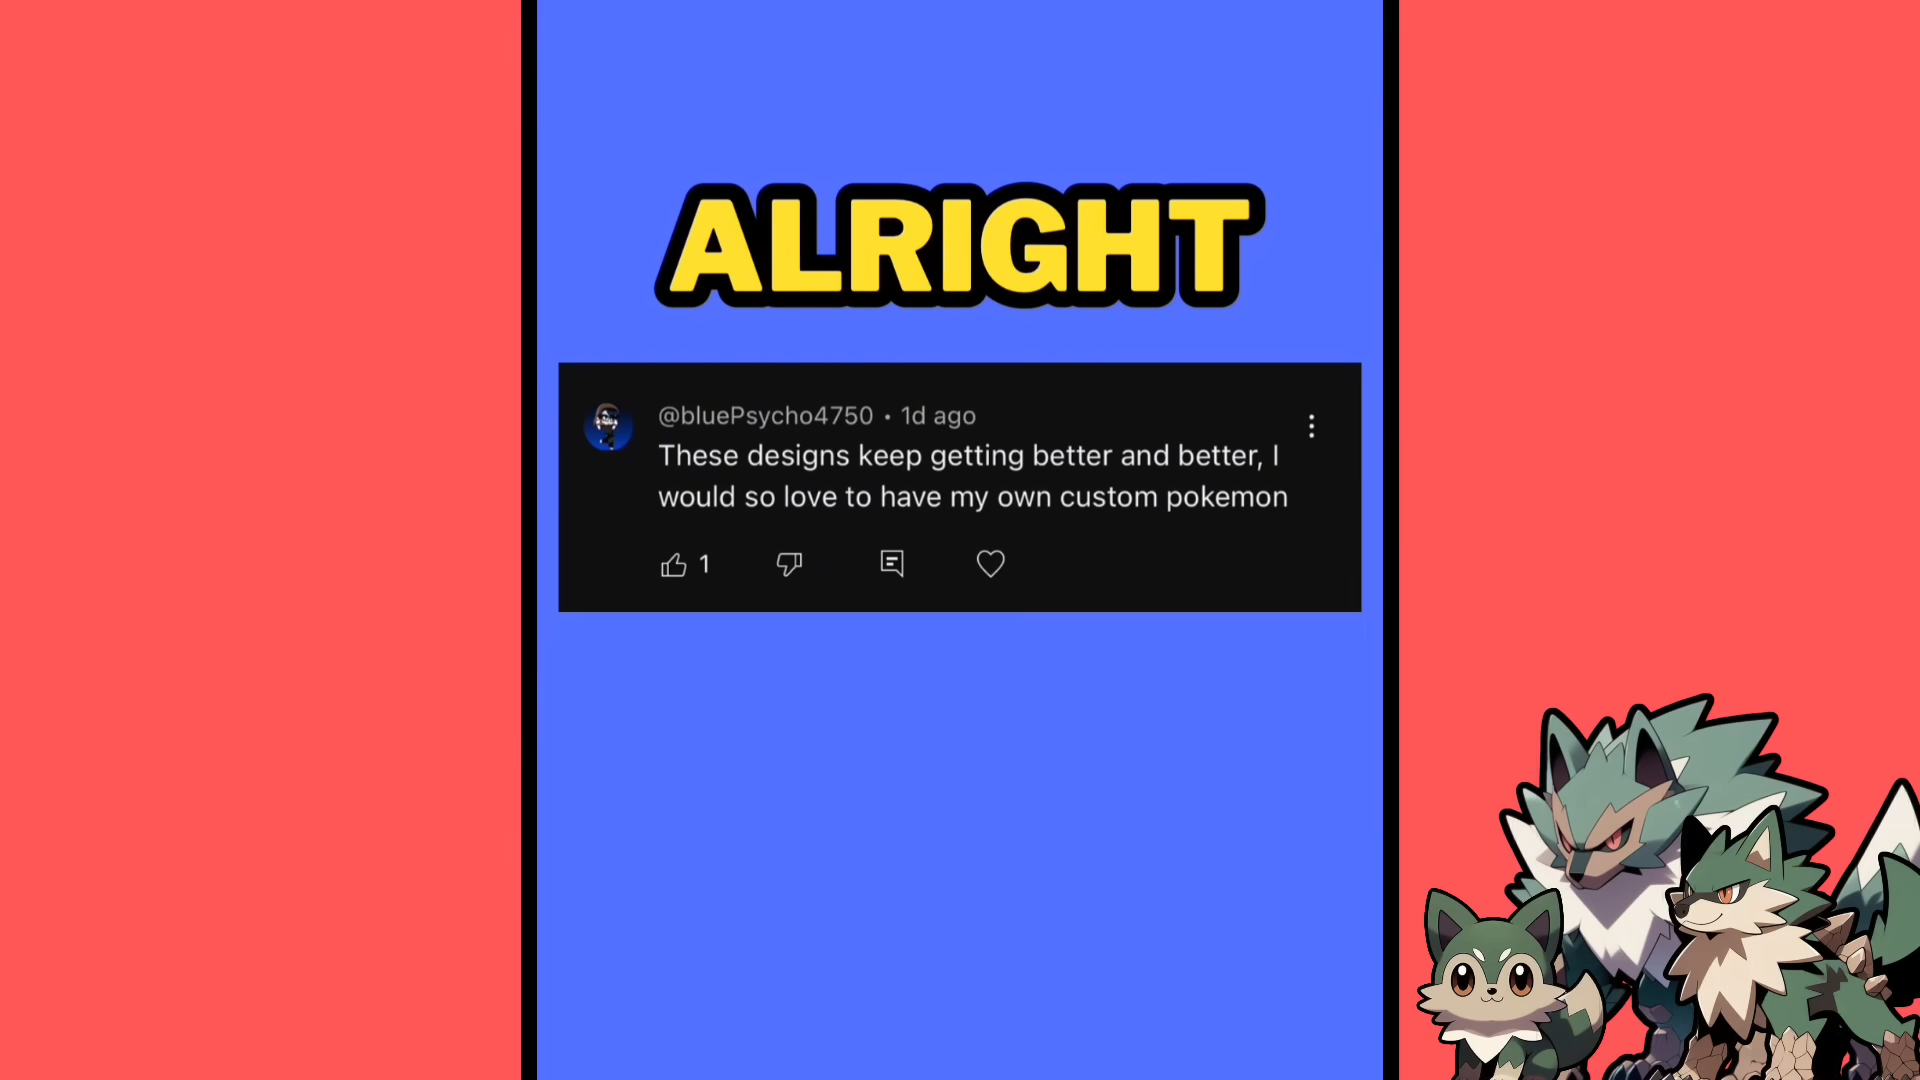 ALRIGHT
@bluePsycho4750 • 1d ago
These designs keep getting better and better, I
would so love to have my own custom pokemon
1